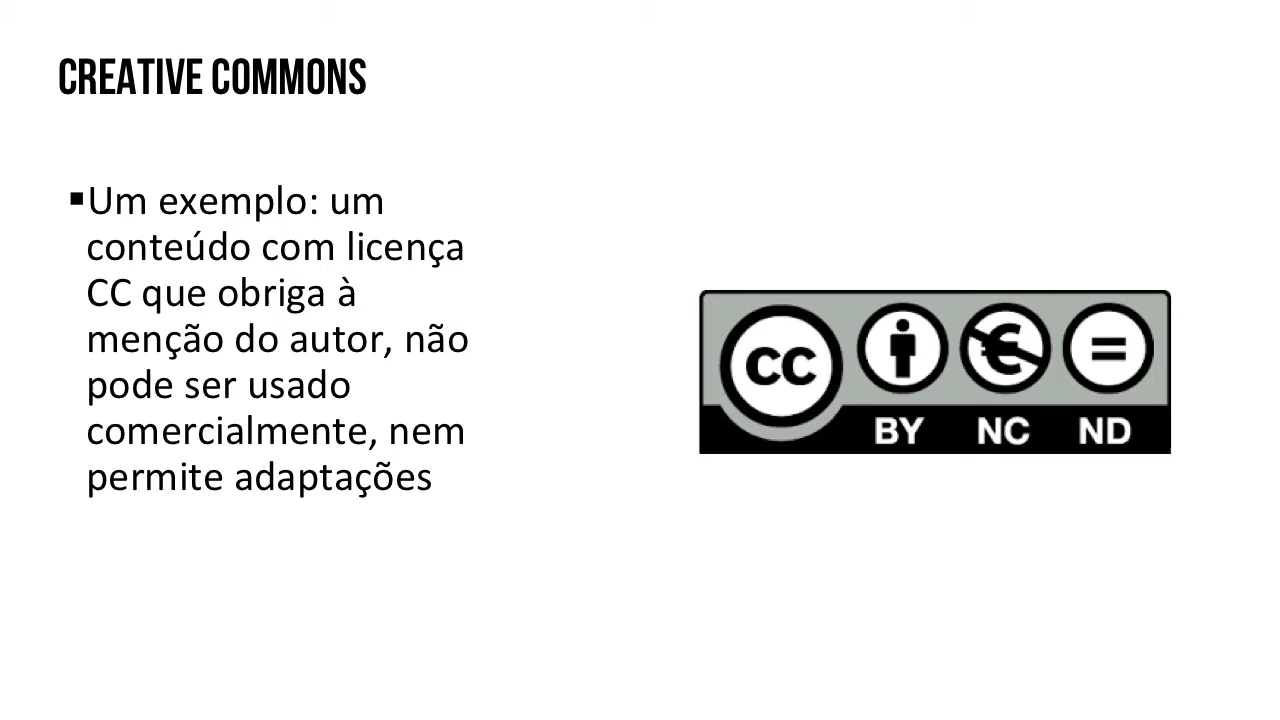 CREATIVE COMMONS
▪Um exemplo: um
conteúdo com licença
CC que obriga à
menção do autor, não
pode ser usado
comercialmente, nem
permite adaptações
CC € =
BY NC ND